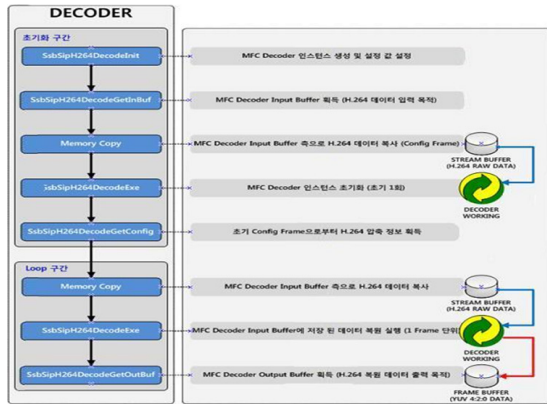 DECODER
초기화 구간
SsbSipH264DecodeInit
MFC Decoder 인스턴스 생성 및 설정 값 설정
SsbSipH264DecodeGetInBuf
MFC Decoder Input Buffer 획득 (H.264 데이터 입력 목적)
Memory Copy
MFC Decoder Input Buffer 측으로 H.264 데이터 복사 (Config Frame)
STREAM BUFFER
(H.264 RAW DATA)
SsbSipH264DecodeExe
MFC Decoder 인스턴스 초기화 (초기 1회)
DECODER
WORKING
SsbSipH264DecodeGetConfig
초기 Config Frame으로부터 H.264 압축 정보 획득
Loop 구간
Memory Copy
MFC Decoder Input Buffer 측으로 H.264 데이터 복사
STREAM BUFFER
(H.264 RAW DATA)
SsbSipH264DecodeExe
MFC Decoder Input Buffer에 저장 된 데이터 복원 실행 (1 Frame 단위)
DECODER
WORKING
SsbSipH264DecodeGetOutBuf
MFC Decoder Output Buffer 획득 (H.264 복원 데이터 출력 목적)
FRAME BUFFER
(YUV 4:2:0 DATA)